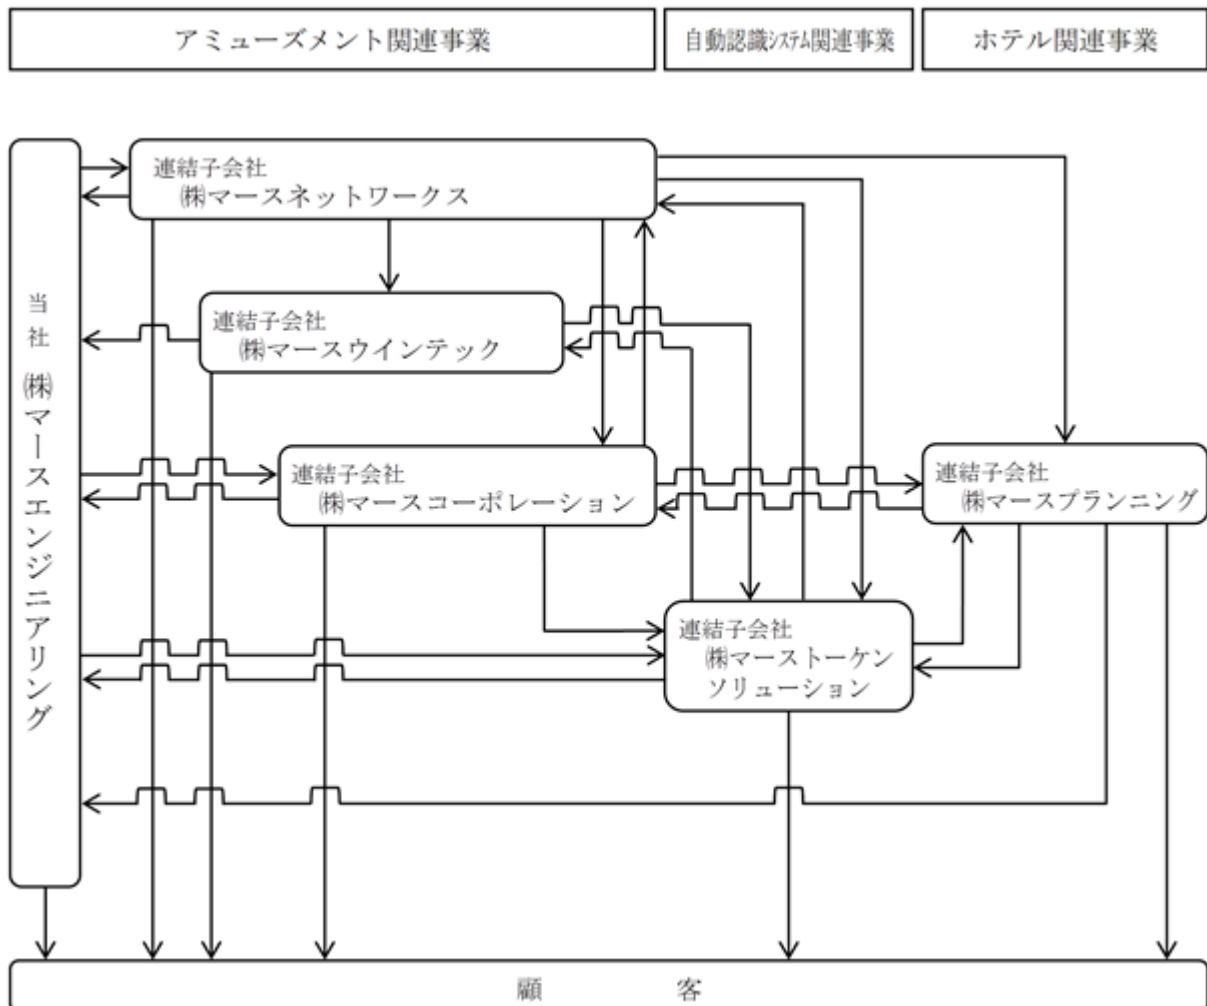 アミューズメント関連事業
自動認識システム関連事業
ホテル関連事業
当社 ㈱マースエンジニアリング
連結子会社
㈱マースネットワークス
連結子会社
㈱マースウインテック
連結子会社
㈱マースコーポレーション
連結子会社
㈱マースプランニング
連結子会社
㈱マーストーケン
ソリューション
顧客